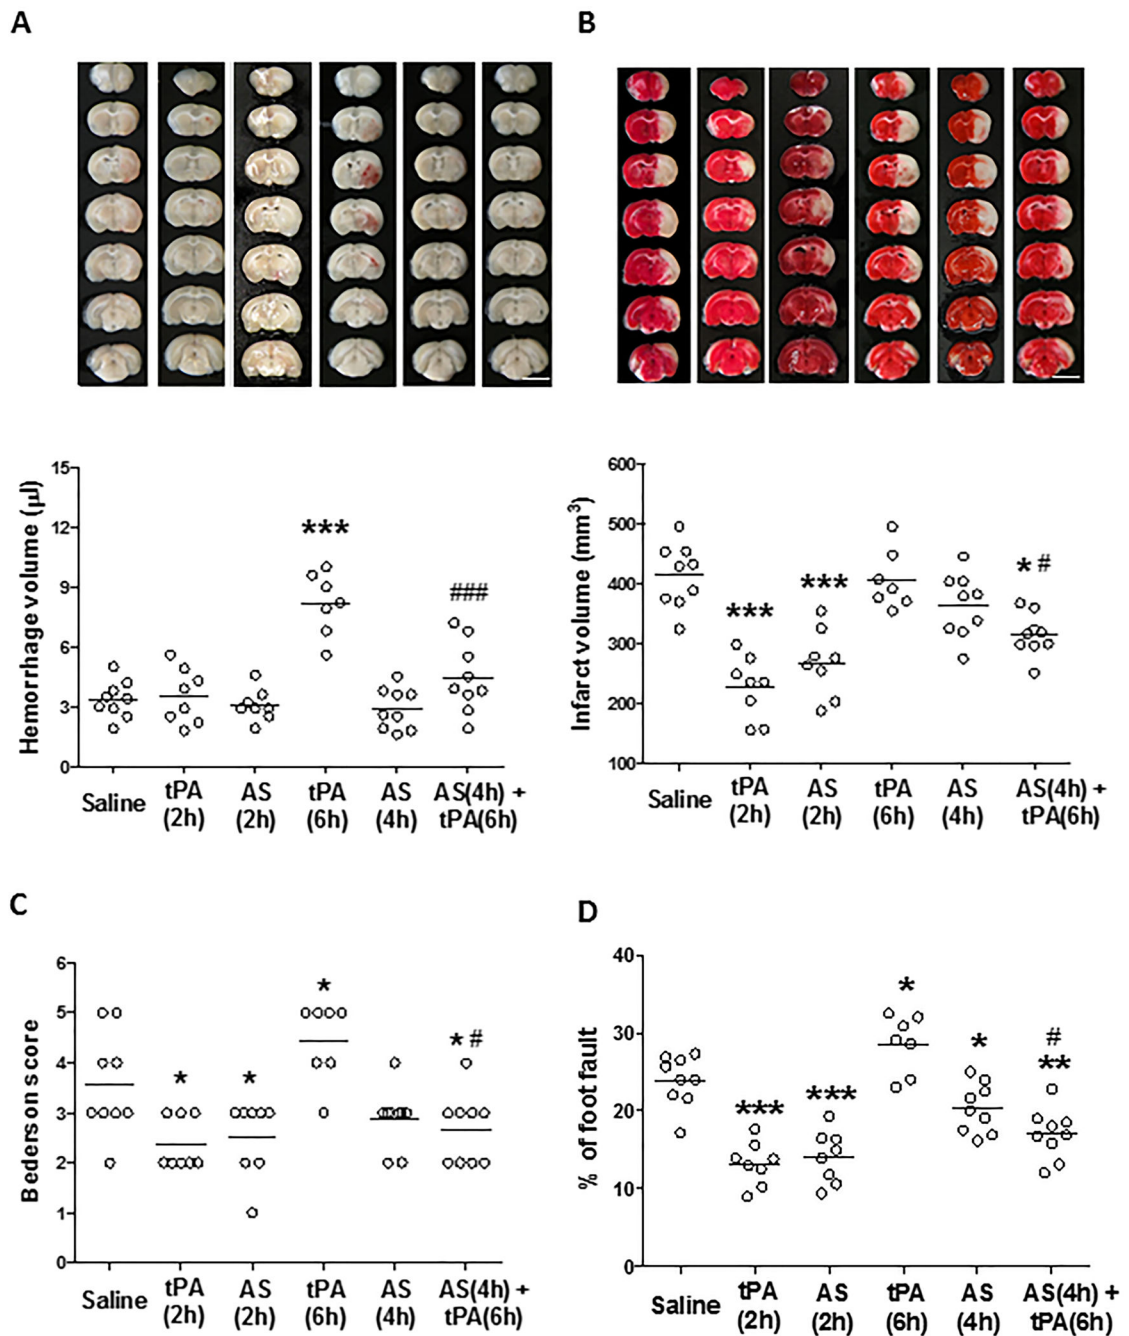 A
B
Hemorrhage volume (µl)
15
12
9
6
3
0
***
###
Saline
tPA
(2h)
AS
(2h)
tPA
(6h)
AS
(4h)
AS(4h) +
tPA(6h)
Infarct volume (mm³)
600
500
400
300
200
100
***
***
* #
Saline
tPA
(2h)
AS
(2h)
tPA
(6h)
AS
(4h)
AS(4h) +
tPA(6h)
C
D
Bederson score
6
5
4
3
2
1
0
*
*
*
* #
Saline
tPA
(2h)
AS
(2h)
tPA
(6h)
AS
(4h)
AS(4h) +
tPA(6h)
% of foot fault
40
30
20
10
0
***
***
*
*
#
**
Saline
tPA
(2h)
AS
(2h)
tPA
(6h)
AS
(4h)
AS(4h) +
tPA(6h)